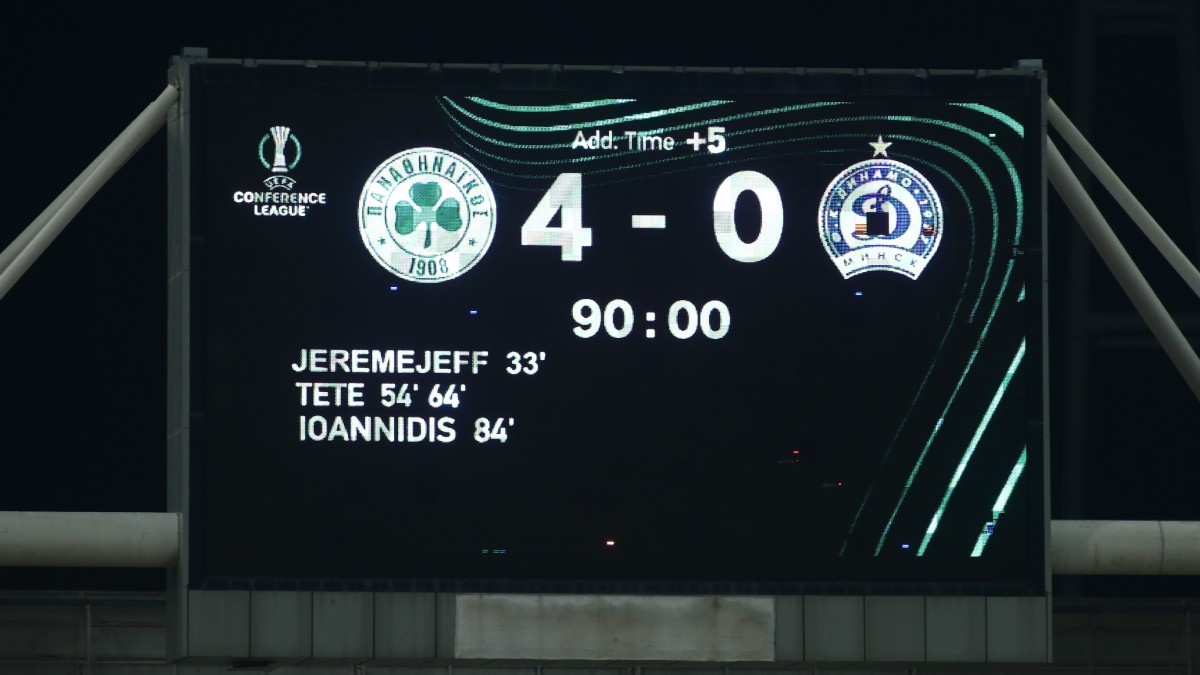 Add. Time +5
UEFA
CONFERENCE
LEAGUE
ΠΑΝΑΘΗΝΑΪΚΟΣ
1908
4 - 0
ДИНАМО
МИНСК
90:00
JEREMEJEFF 33'
TETE 54' 64'
IOANNIDIS 84'